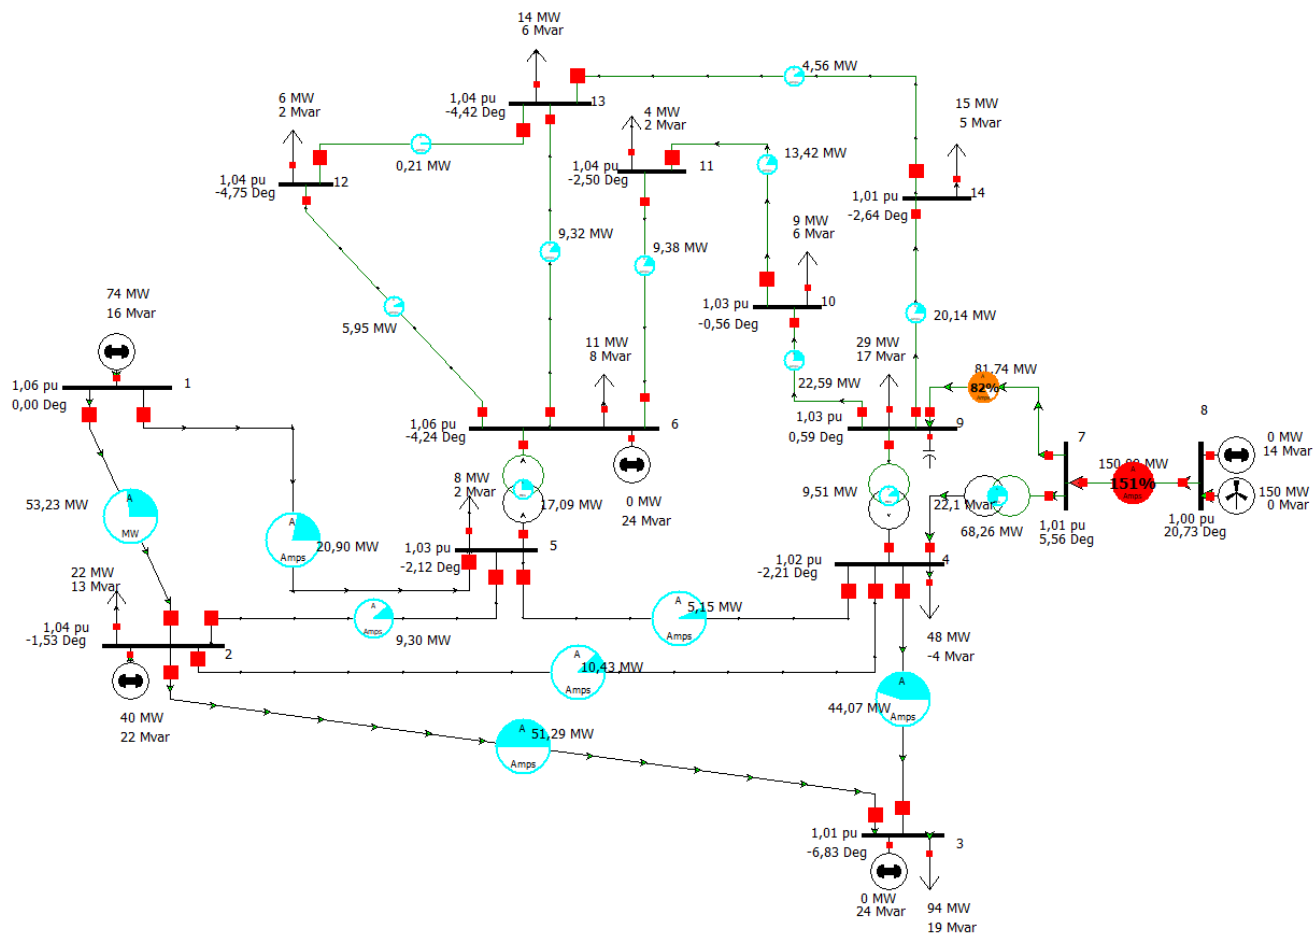 14 MW
6 Mvar
4,56 MW
1,04 pu
-4,42 Deg
13
6 MW
2 Mvar
0,21 MW
1,04 pu
-4,75 Deg
12
4 MW
2 Mvar
11
1,04 pu
-2,50 Deg
13,42 MW
15 MW
5 Mvar
14
1,01 pu
-2,64 Deg
9,32 MW
9,38 MW
9 MW
6 Mvar
10
1,03 pu
-0,56 Deg
5,95 MW
20,14 MW
74 MW
16 Mvar
1,06 pu
0,00 Deg
1
11 MW
8 Mvar
29 MW
17 Mvar
22,59 MW
81,74 MW
A
82%
Amps
1,06 pu
-4,24 Deg
6
1,03 pu
0,59 Deg
9
7
8
0 MW
14 Mvar
A
151%
Amps
150 MW
0 Mvar
1,00 pu
20,73 Deg
1,01 pu
5,56 Deg
22,1 Mvar
68,26 MW
9,51 MW
0 MW
24 Mvar
8 MW
2 Mvar
17,09 MW
53,23 MW
A
MW
A
Amps
20,90 MW
1,03 pu
-2,12 Deg
5
1,02 pu
-2,21 Deg
4
22 MW
13 Mvar
1,04 pu
-1,53 Deg
2
A
Amps
9,30 MW
A
5,15 MW
Amps
48 MW
-4 Mvar
A
10,43 MW
Amps
A
44,07 MW
Amps
40 MW
22 Mvar
A
51,29 MW
Amps
1,01 pu
-6,83 Deg
3
0 MW
24 Mvar
94 MW
19 Mvar